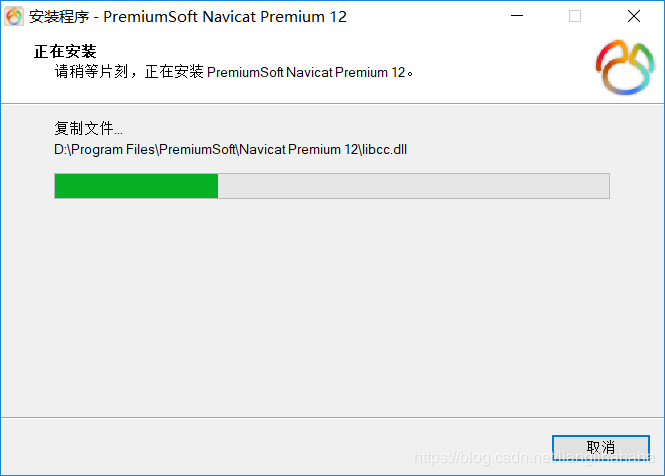 安装程序 - PremiumSoft Navicat Premium 12
正在安装
请稍等片刻，正在安装 PremiumSoft Navicat Premium 12。
复制文件...
D:\Program Files\PremiumSoft\Navicat Premium 12\libcc.dll
取消